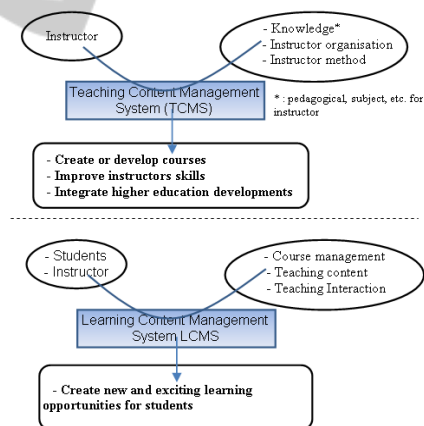 Instructor
- Knowledge*
- Instructor organisation
- Instructor method
Teaching Content Management
System (TCMS)
* : pedagogical, subject, etc. for
instructor
- Create or develop courses
- Improve instructors skills
- Integrate higher education developments
- Students
- Instructor
- Course management
- Teaching content
- Teaching Interaction
Learning Content Management
System LCMS
- Create new and exciting learning
opportunities for students